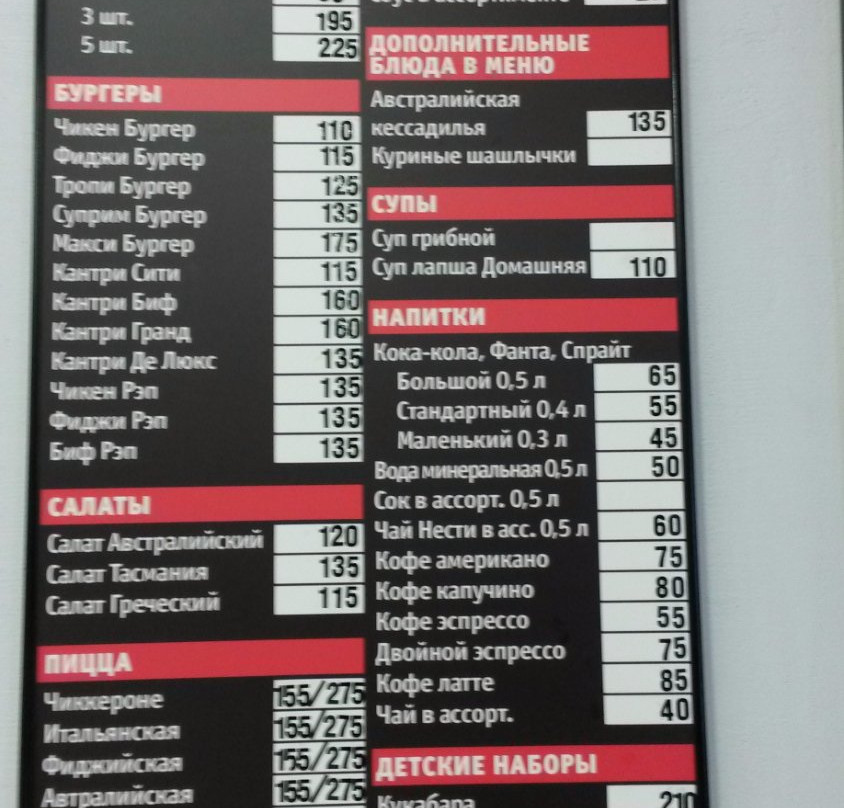 3 шт. 195
5 шт. 225
БУРГЕРЫ
Чикен Бургер 110
Фиджи Бургер 115
Тропи Бургер 125
Суприм Бургер 135
Макси Бургер 175
Кантри Сити 115
Кантри Биф 160
Кантри Гранд 160
Кантри Де Люкс 135
Чикен Рэп 135
Фиджи Рэп 135
Биф Рэп 135
САЛАТЫ
Салат Австралийский 120
Салат Тасмания 135
Салат Греческий 115
ПИЦЦА
Чиккероне 155/275
Итальянская 155/275
Фиджийская 155/275
Автралийская 155/275
ДОПОЛНИТЕЛЬНЫЕ
БЛЮДА В МЕНЮ
Австралийская
кессадилья 135
Куриные шашлычки
СУПЫ
Суп грибной
Суп лапша Домашняя 110
НАПИТКИ
Кока-кола, Фанта, Спрайт
Большой 0,5 л 65
Стандартный 0,4 л 55
Маленький 0,3 л 45
Вода минеральная 0,5 л 50
Сок в ассорт. 0,5 л
Чай Нести в асс. 0,5 л 60
Кофе американо 75
Кофе капучино 80
Кофе эспрессо 55
Двойной эспрессо 75
Кофе латте 85
Чай в ассорт. 40
ДЕТСКИЕ НАБОРЫ
Кукабара 210